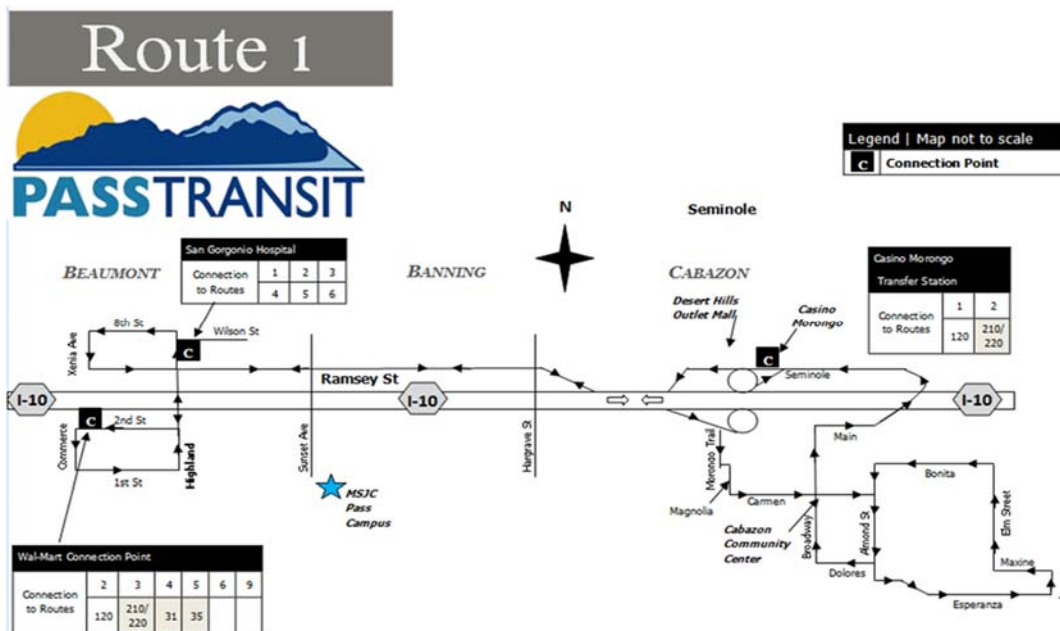 Route 1
PASSTRANSIT
Legend | Map not to scale
C Connection Point
N
Seminole
San Gorgonio Hospital
Connection to Routes
1 2 3
4 5 6
BEAUMONT
BANNING
CABAZON
Casino Morongo
Transfer Station
Connection to Routes
1 2
120 210/220
Desert Hills
Outlet Mall
Casino
Morongo
8th St
Wilson St
C
C
Xenia Ave
Ramsey St
Seminole
I-10
I-10
I-10
C
2nd St
Commerce
1st St
Highland
Sunset Ave
Hargrave St
MSJC
Pass
Campus
Main
Morongo Trail
Magnolia
Carmen
Broadway
Cabazon
Community
Center
Almond St
Dolores
Bonita
Elm Street
Maxine
Esperanza
Wal-Mart Connection Point
Connection to Routes
2 3 4 5 6 9
120 210/220 31 35